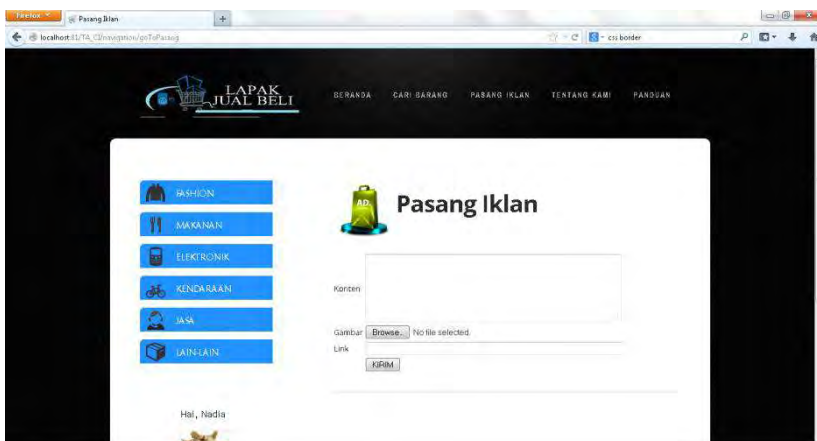 Firefox
Pasang Iklan
localhost:81/TA_CI/navigation/goToPasang
css border
LAPAK
JUAL BELI
BERANDA
CARI BARANG
PASANG IKLAN
TENTANG KAMI
PANDUAN
FASHION
MAKANAN
ELEKTRONIK
KENDARAAN
JASA
LAIN-LAIN
Hai, Nadia
AD
Pasang Iklan
Konten
Gambar Browse... No file selected.
Link
KIRIM